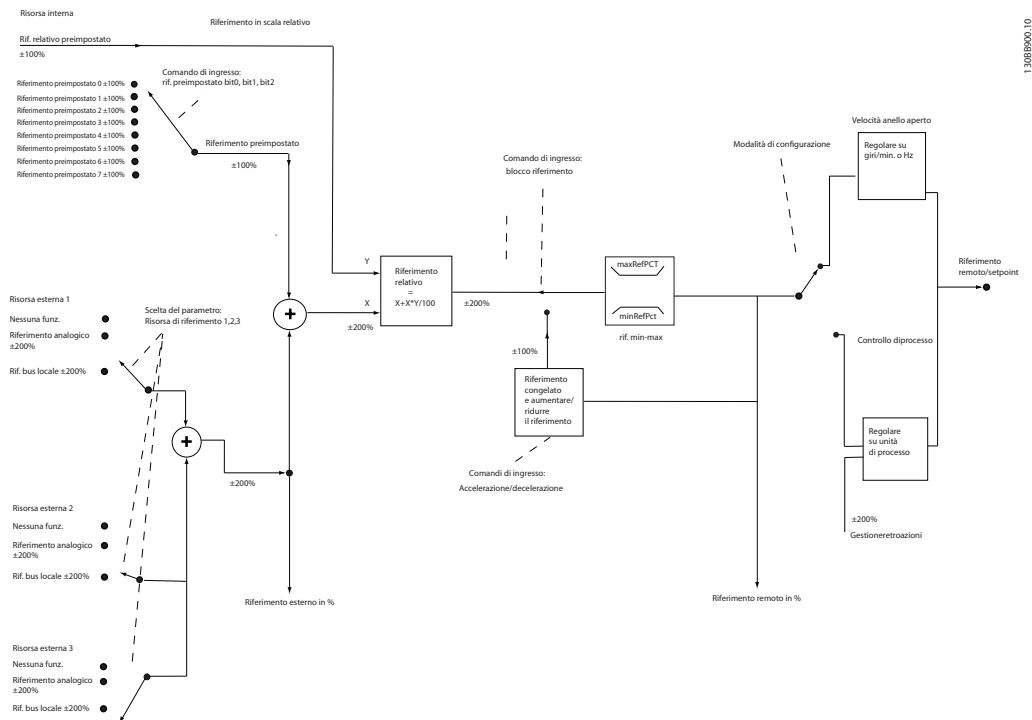 Risorsa interna
Riferimento in scala relativo
Rif. relativo preimpostato
±100%
Comando di ingresso:
rif. preimpostato bit0, bit1, bit2
Riferimento preimpostato 0 ±100%
Riferimento preimpostato 1 ±100%
Riferimento preimpostato 2 ±100%
Riferimento preimpostato 3 ±100%
Riferimento preimpostato 4 ±100%
Riferimento preimpostato 5 ±100%
Riferimento preimpostato 6 ±100%
Riferimento preimpostato 7 ±100%
Riferimento preimpostato
±100%
130BB900.10
Velocità anello aperto
Regolare su
giri/min. o Hz
Modalità di configurazione
Comando di ingresso:
blocco riferimento
Y
X
±200%
Riferimento
relativo
=
X+X*Y/100
±200%
maxRefPCT
minRefPct
rif. min-max
Riferimento
remoto/setpoint
Risorsa esterna 1
Nessuna funz.
Riferimento analogico
±200%
Rif. bus locale ±200%
Scelta del parametro:
Risorsa di riferimento 1,2,3
+
+
±200%
±100%
Riferimento
congelato
e aumentare/
ridurre
il riferimento
Comandi di ingresso:
Accelerazione/decelerazione
Controllo diprocesso
Regolare
su unità
di processo
±200%
Gestioneretroazioni
Risorsa esterna 2
Nessuna funz.
Riferimento analogico
±200%
Rif. bus locale ±200%
Riferimento esterno in %
Riferimento remoto in %
Risorsa esterna 3
Nessuna funz.
Riferimento analogico
±200%
Rif. bus locale ±200%